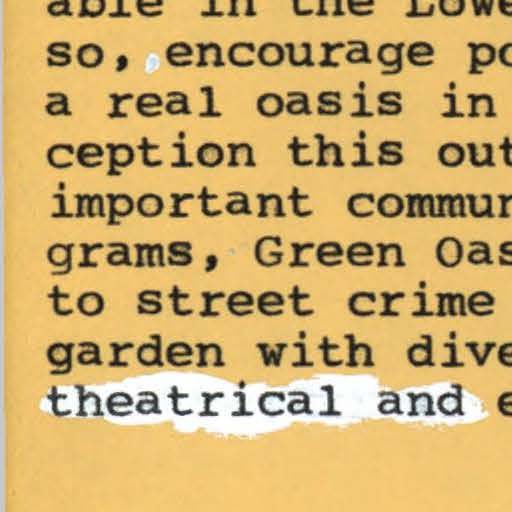 able in the Lowe
so, encourage po
a real oasis in
ception this out
important commun
grams, Green Oas
to street crime
garden with dive
theatrical and e